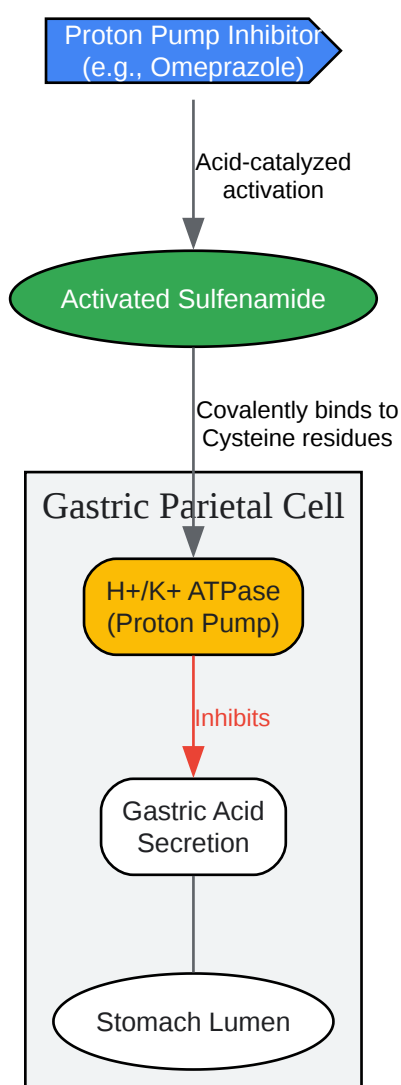 Proton Pump Inhibitor
(e.g., Omeprazole)
Acid-catalyzed
activation
Activated Sulfenamide
Covalently binds to
Cysteine residues
Gastric Parietal Cell
H+/K+ ATPase
(Proton Pump)
Inhibits
Gastric Acid
Secretion
Stomach Lumen